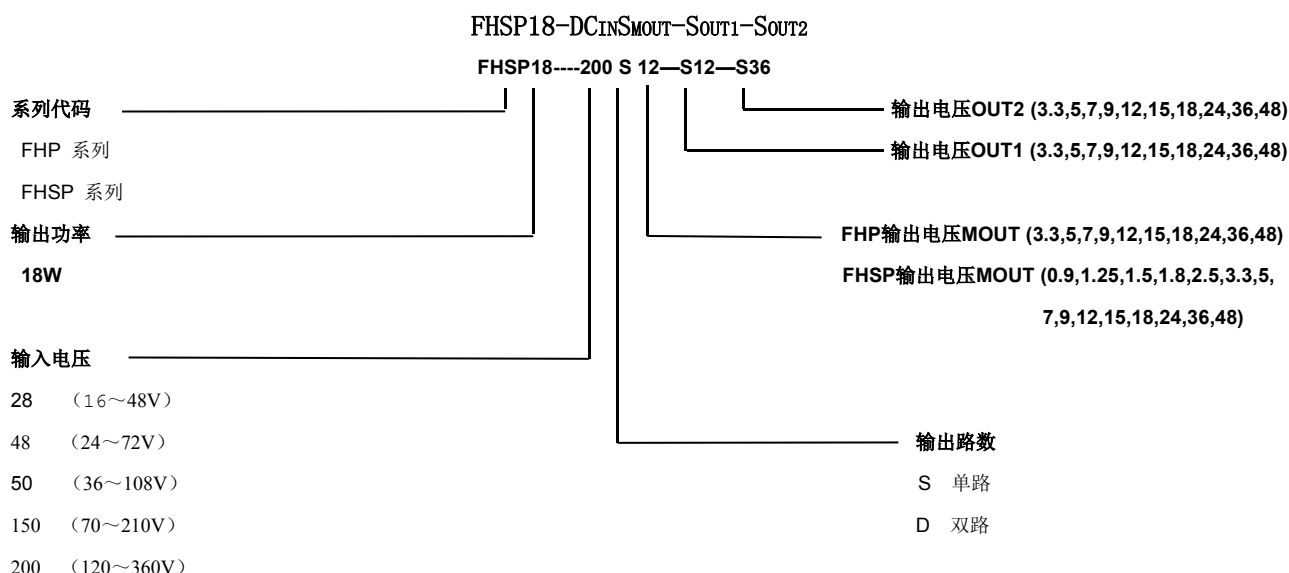 FHSP18-DCINSMOUT-SOUT1-SOUT2
FHSP18----200 S 12—S12—S36
系列代码
输出电压OUT2 (3.3,5,7,9,12,15,18,24,36,48)
FHP 系列
输出电压OUT1 (3.3,5,7,9,12,15,18,24,36,48)
FHSP 系列
输出功率
FHP输出电压MOUT (3.3,5,7,9,12,15,18,24,36,48)
18W
FHSP输出电压MOUT (0.9,1.25,1.5,1.8,2.5,3.3,5,
7,9,12,15,18,24,36,48)
输入电压
28 （16～48V）
48 （24～72V）
输出路数
50 （36～108V）
S 单路
150 （70～210V）
D 双路
200 （120～360V）